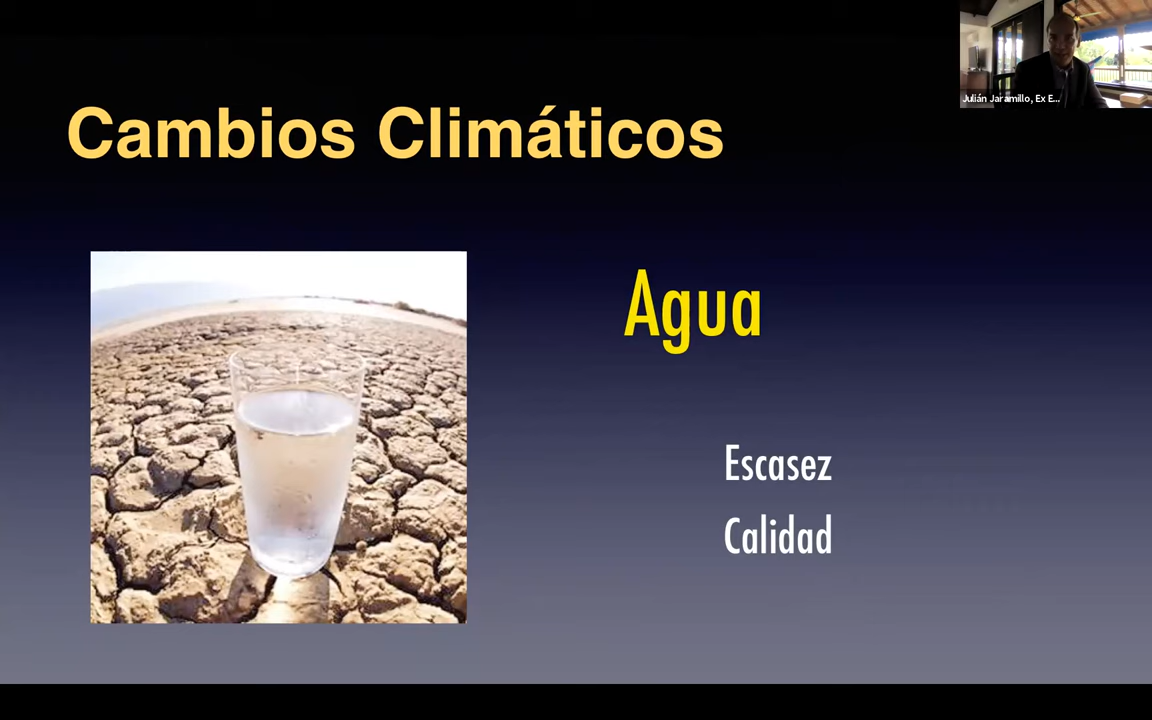 Julián Jaramillo, Ex E...
Cambios Climáticos
Agua
Escasez
Calidad